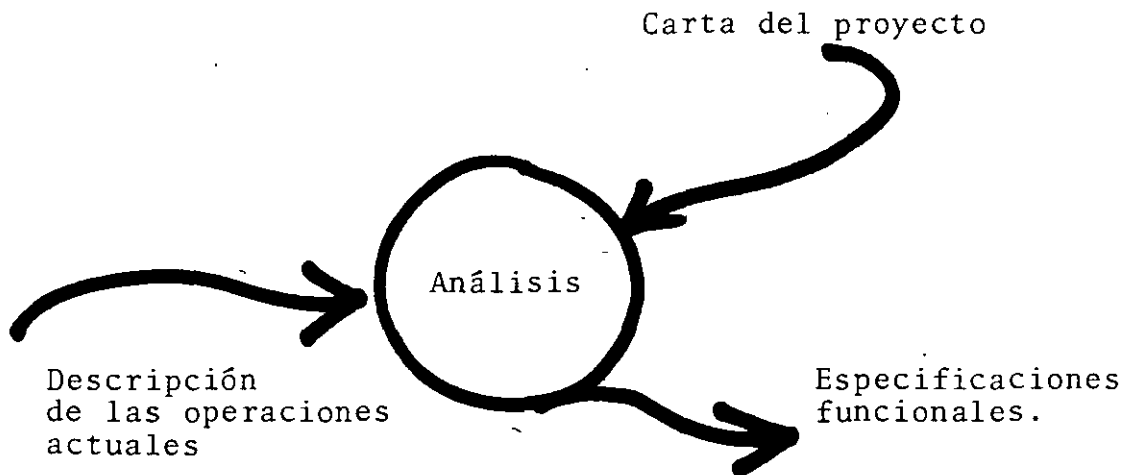 Carta del proyecto
Análisis
Descripción
de las operaciones
actuales
Especificaciones
funcionales.